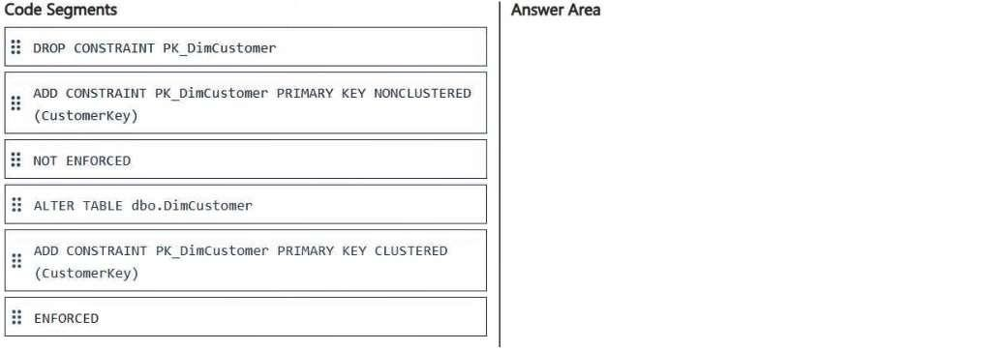 Code Segments
Answer Area
DROP CONSTRAINT PK_DimCustomer
ADD CONSTRAINT PK_DimCustomer PRIMARY KEY NONCLUSTERED
(CustomerKey)
NOT ENFORCED
ALTER TABLE dbo.DimCustomer
ADD CONSTRAINT PK_DimCustomer PRIMARY KEY CLUSTERED
(CustomerKey)
ENFORCED